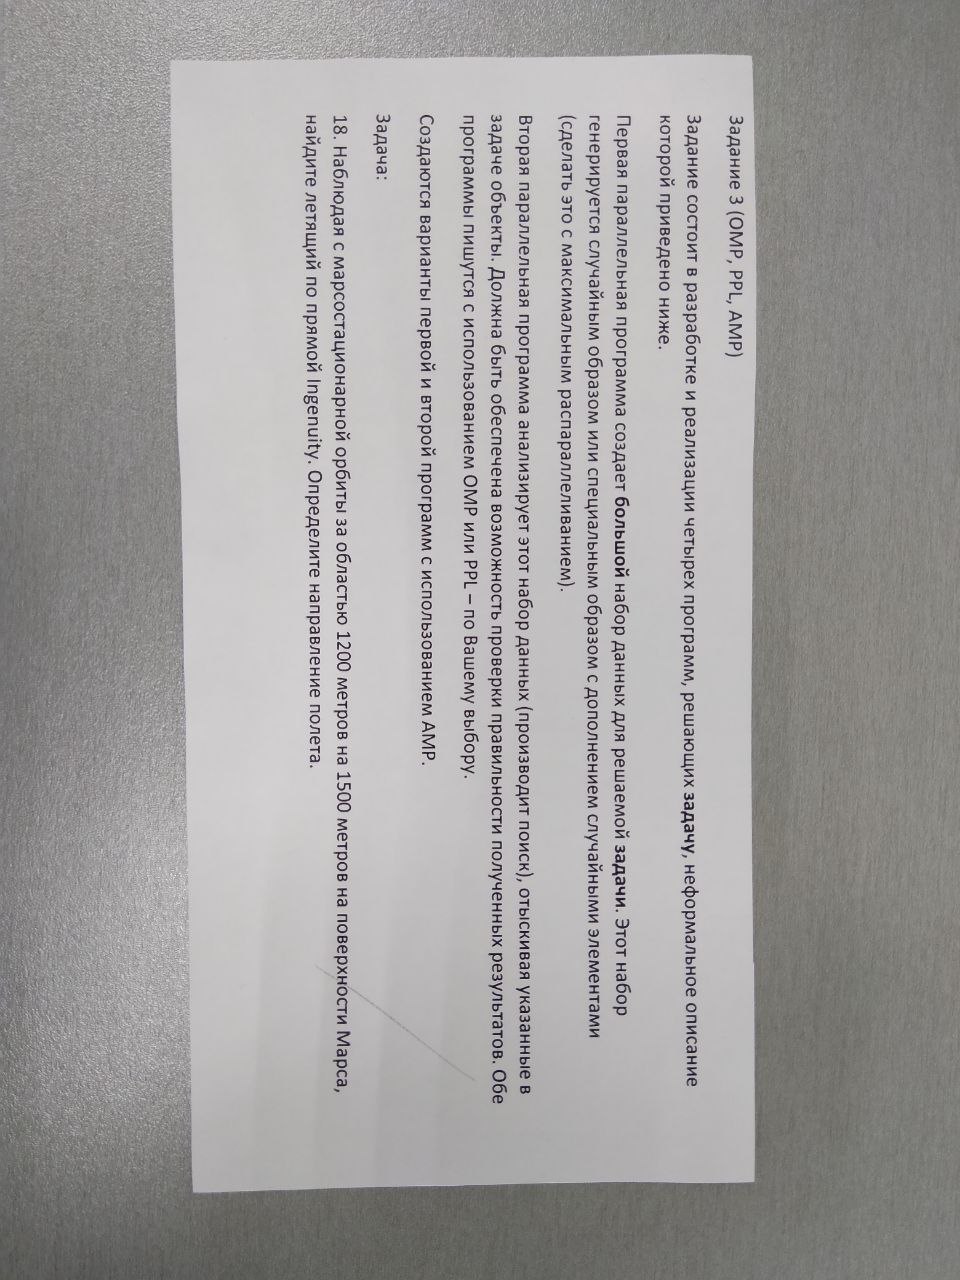 Задание 3 (OMP, PPL, AMP)
Задание состоит в разработке и реализации четырех программ, решающих задачу, неформальное описание
которой приведено ниже.
Первая параллельная программа создает большой набор данных для решаемой задачи. Этот набор
генерируется случайным образом или специальным образом с дополнением случайными элементами
(сделать это с максимальным распараллеливанием).
Вторая параллельная программа анализирует этот набор данных (производит поиск), отыскивая указанные в
задаче объекты. Должна быть обеспечена возможность проверки правильности полученных результатов. Обе
программы пишутся с использованием OMP или PPL – по Вашему выбору.
Создаются варианты первой и второй программ с использованием AMP.
Задача:
18. Наблюдая с марсостационарной орбиты за областью 1200 метров на 1500 метров на поверхности Марса,
найдите летящий по прямой Ingenuity. Определите направление полета.